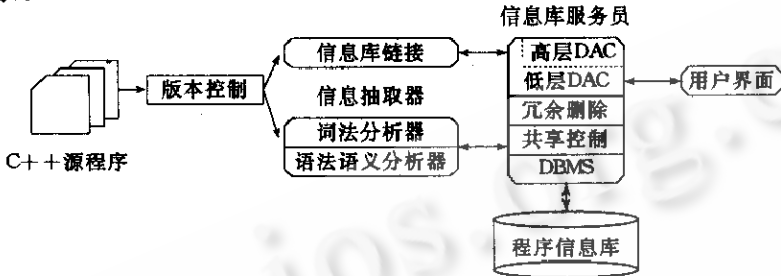 信息库服务员
信息库链接
高层DAC
版本控制
信息抽取器
低层DAC
用户界面
冗余删除
词法分析器
共享控制
C++源程序
语法语义分析器
DBMS
程序信息库